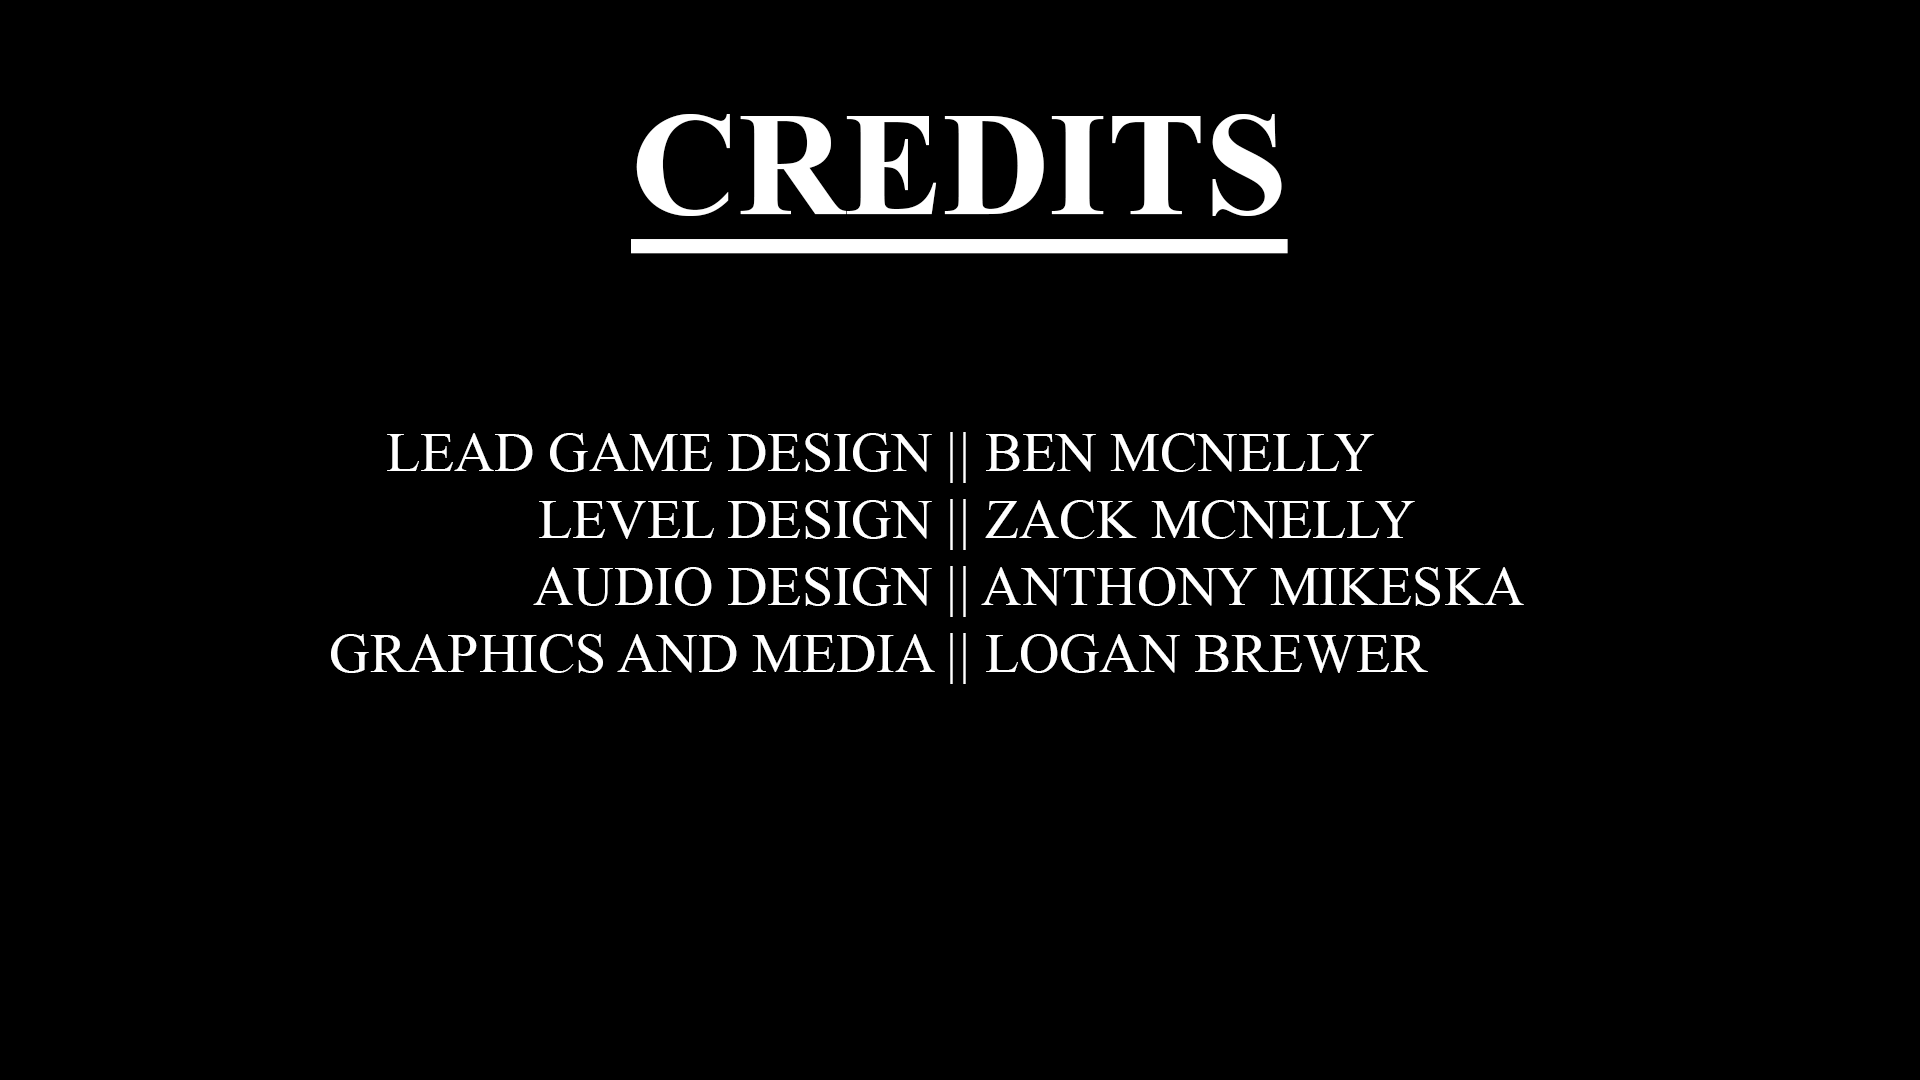 CREDITS
LEAD GAME DESIGN || BEN MCNELLY
LEVEL DESIGN || ZACK MCNELLY
AUDIO DESIGN || ANTHONY MIKESKA
GRAPHICS AND MEDIA || LOGAN BREWER